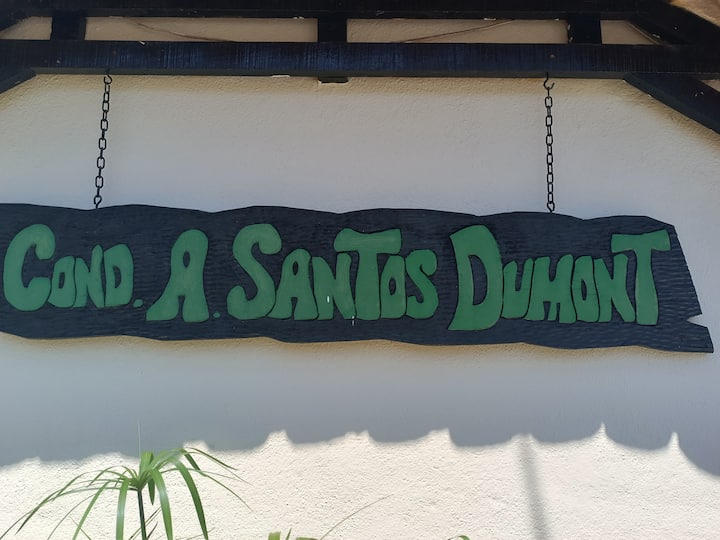 COND. A. SANTOS DUMONT